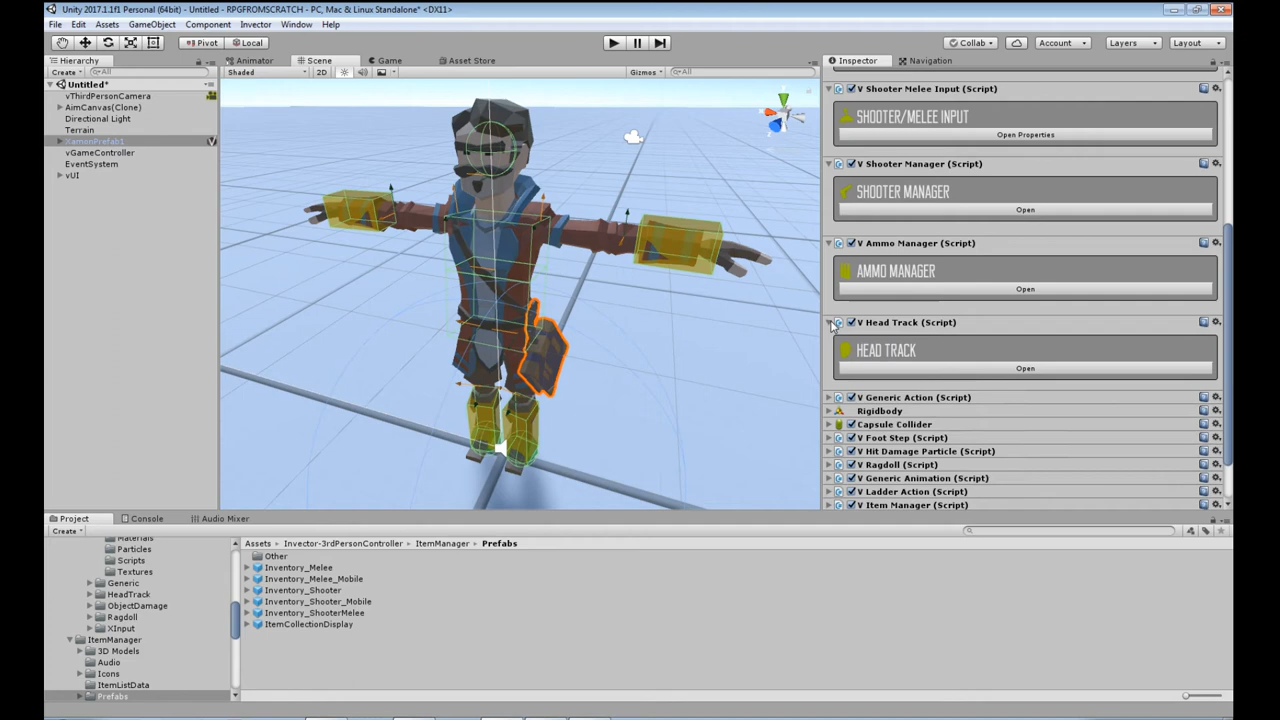 Unity 2017.1.1f1 Personal (64bit) - Untitled - RPGFROMSCRATCH - PC, Mac & Linux Standalone* <DX11>
File Edit Assets GameObject Component Invector Window Help
Pivot Local Collab Account Layers Layout
Hierarchy Animator Scene Game Asset Store Inspector Navigation
Create All Shaded 2D Gizmos All
Untitled*
vThirdPersonCamera
AimCanvas(Clone)
Directional Light
Terrain
XamonPrefab1
vGameController
EventSystem
vUI
V Shooter Melee Input (Script)
SHOOTER/MELEE INPUT
Open Properties
V Shooter Manager (Script)
SHOOTER MANAGER
Open
V Ammo Manager (Script)
AMMO MANAGER
Open
V Head Track (Script)
HEAD TRACK
Open
V Generic Action (Script)
Rigidbody
Capsule Collider
V Foot Step (Script)
V Hit Damage Particle (Script)
V Ragdoll (Script)
V Generic Animation (Script)
V Ladder Action (Script)
V Item Manager (Script)
Project Console Audio Mixer
Create
Materials
Particles
Scripts
Textures
Generic
HeadTrack
ObjectDamage
Ragdoll
XInput
ItemManager
3D Models
Audio
Icons
ItemListData
Prefabs
Assets Invector-3rdPersonController ItemManager Prefabs
Other
Inventory_Melee
Inventory_Melee_Mobile
Inventory_Shooter
Inventory_Shooter_Mobile
Inventory_ShooterMelee
ItemCollectionDisplay